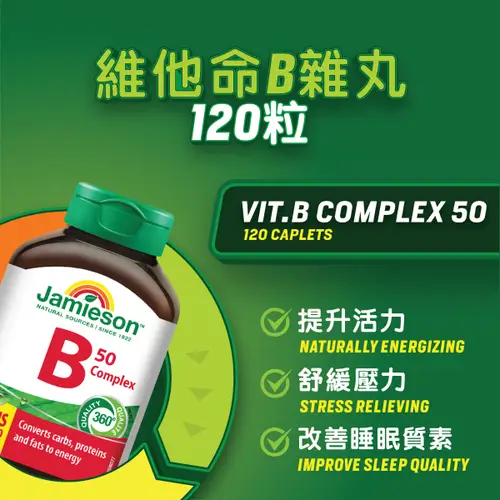 維他命B雜丸
120粒
VIT.B COMPLEX 50
120 CAPLETS
提升活力
NATURALLY ENERGIZING
舒緩壓力
STRESS RELIEVING
改善睡眠質素
IMPROVE SLEEP QUALITY
Jamieson™
NATURAL SOURCES | SINCE 1922
B 50
Complex
QUALITY
360°
QUALITY
Converts carbs, proteins
and fats to energy